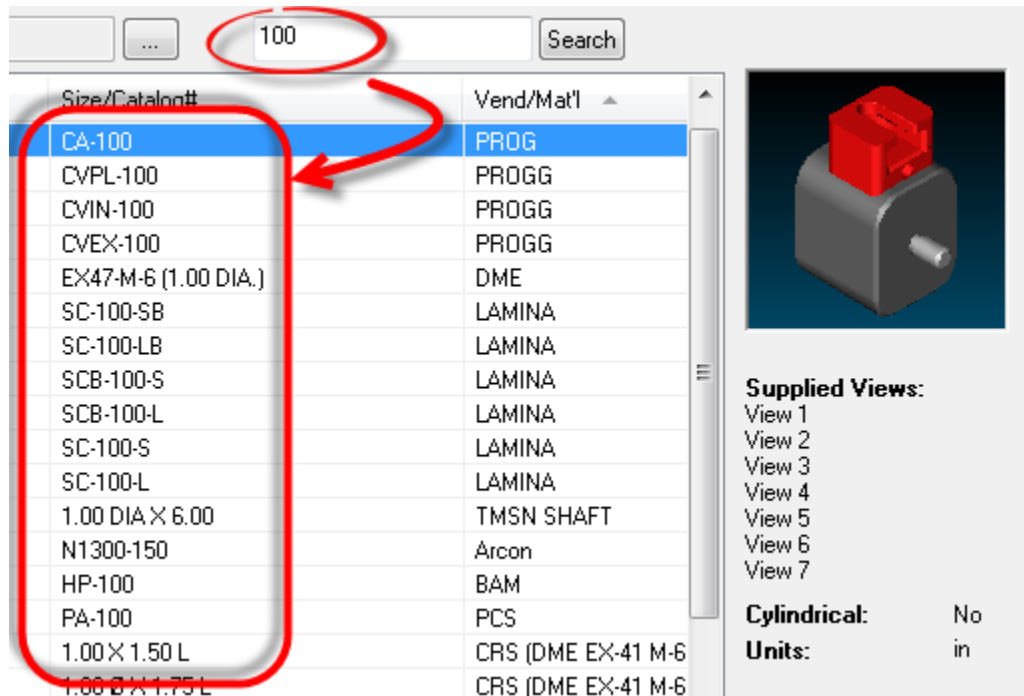 ... 100 Search
Size/Catalog# Vend/Mat'l
CA-100 PROG
CVPL-100 PROGG
CVIN-100 PROGG
CVEX-100 PROGG
EX47-M-6 (1.00 DIA.) DME
SC-100-SB LAMINA
SC-100-LB LAMINA
SCB-100-S LAMINA
SCB-100-L LAMINA
SC-100-S LAMINA
SC-100-L LAMINA
1.00 DIA X 6.00 TMSN SHAFT
N1300-150 Arcon
HP-100 BAM
PA-100 PCS
1.00 X 1.50 L CRS (DME EX-41 M-6
1.00 Ø X 1.75 L CRS (DME EX-41 M-6
Supplied Views:
View 1
View 2
View 3
View 4
View 5
View 6
View 7
Cylindrical: No
Units: in